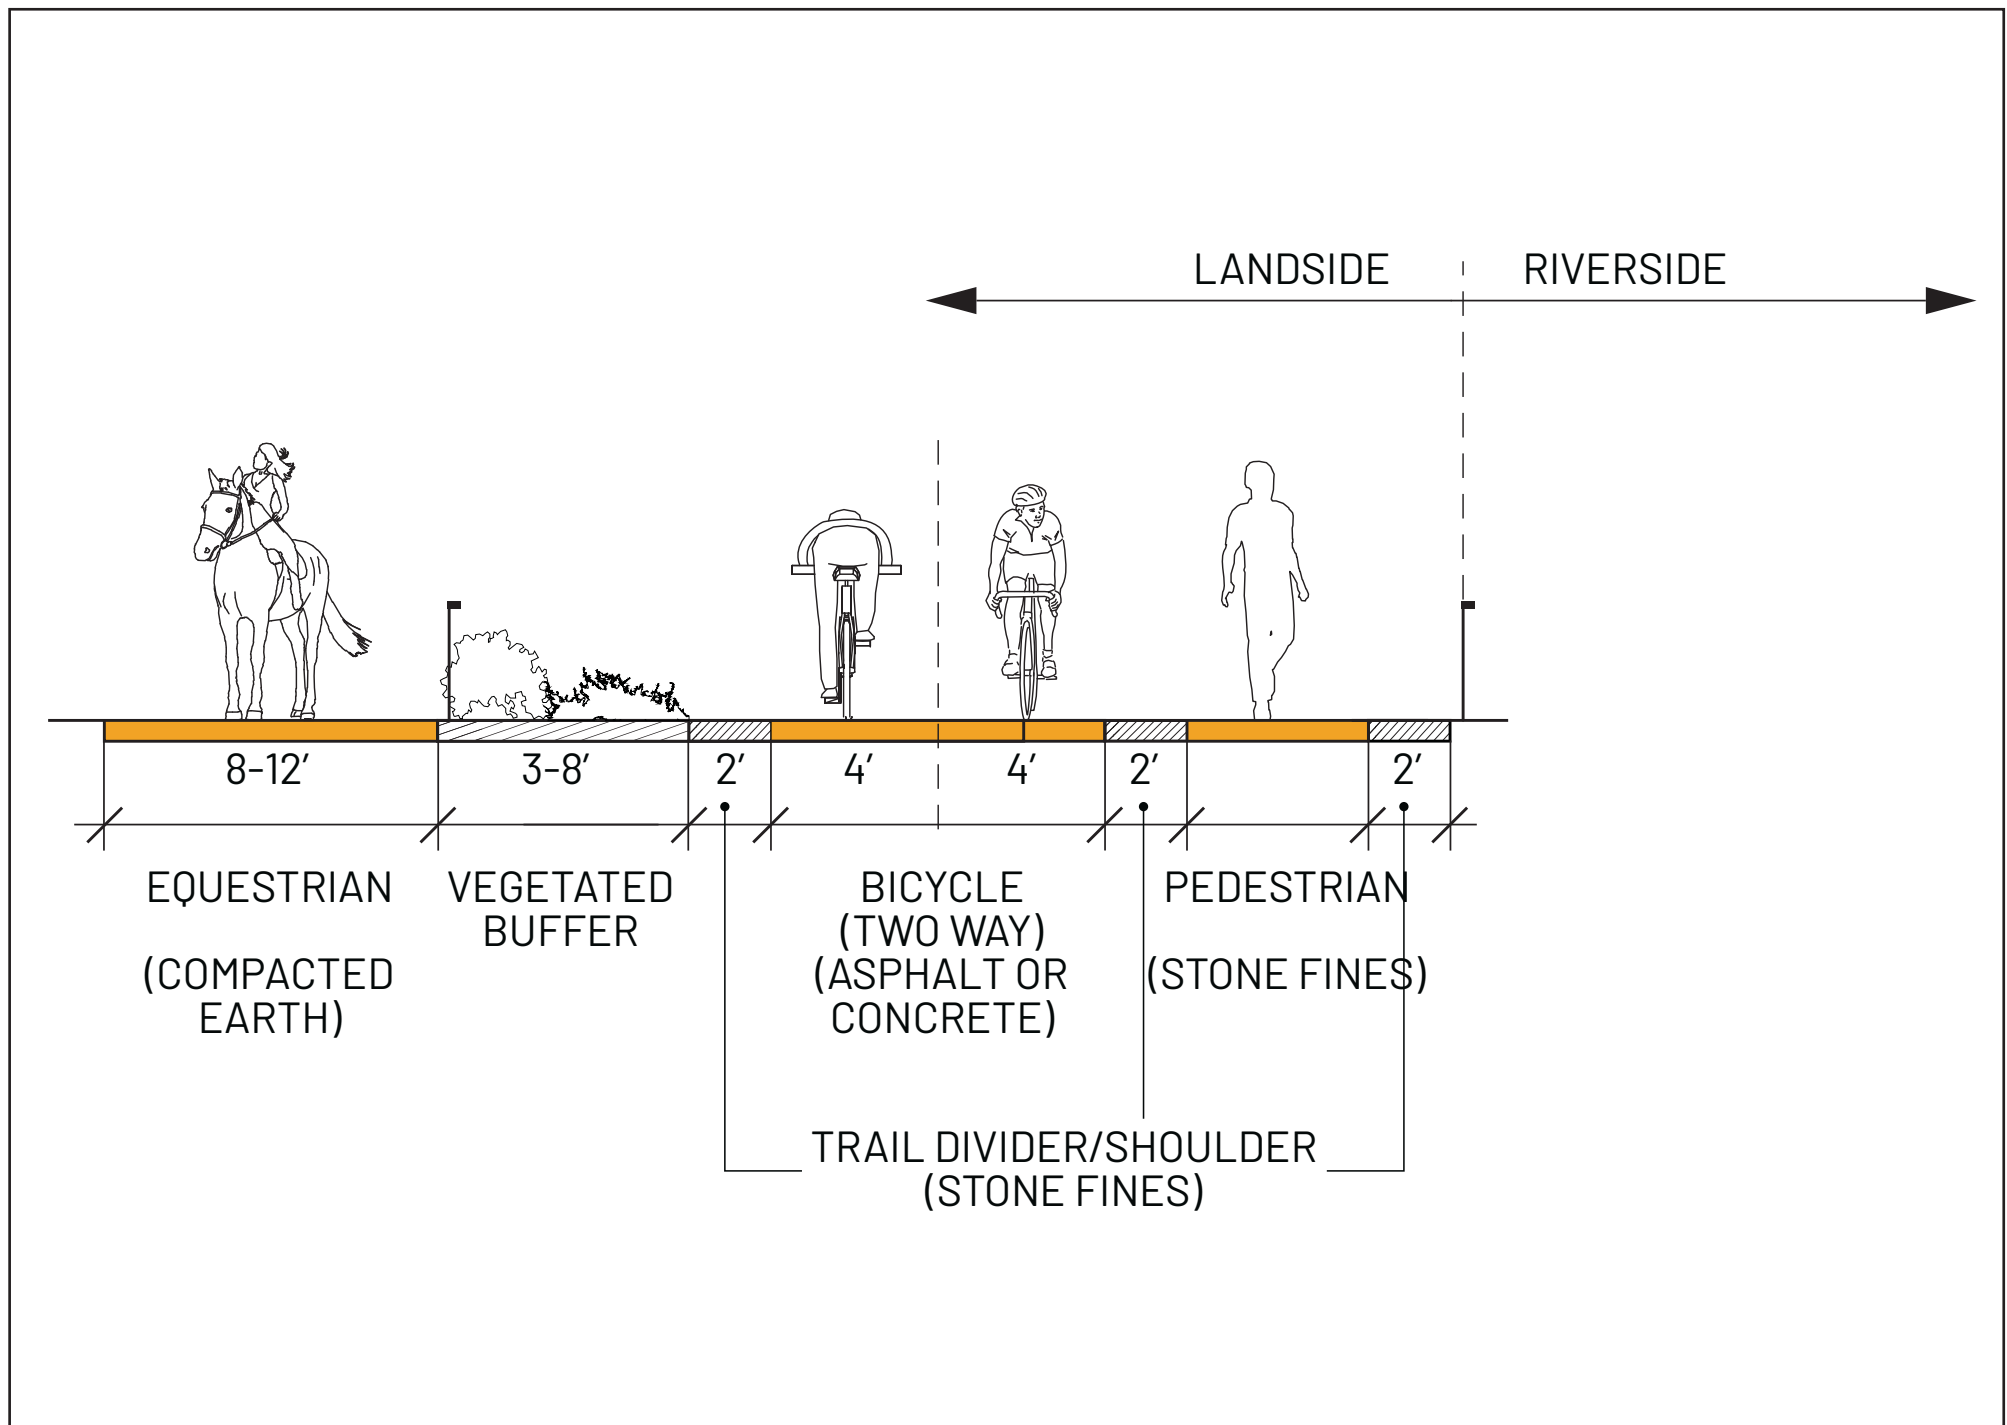 LANDSIDE
RIVERSIDE
8-12′
3-8′
2′
4′
4′
2′
2′
EQUESTRIAN
(COMPACTED
EARTH)
VEGETATED
BUFFER
BICYCLE
(TWO WAY)
(ASPHALT OR
CONCRETE)
PEDESTRIAN
(STONE FINES)
TRAIL DIVIDER/SHOULDER
(STONE FINES)